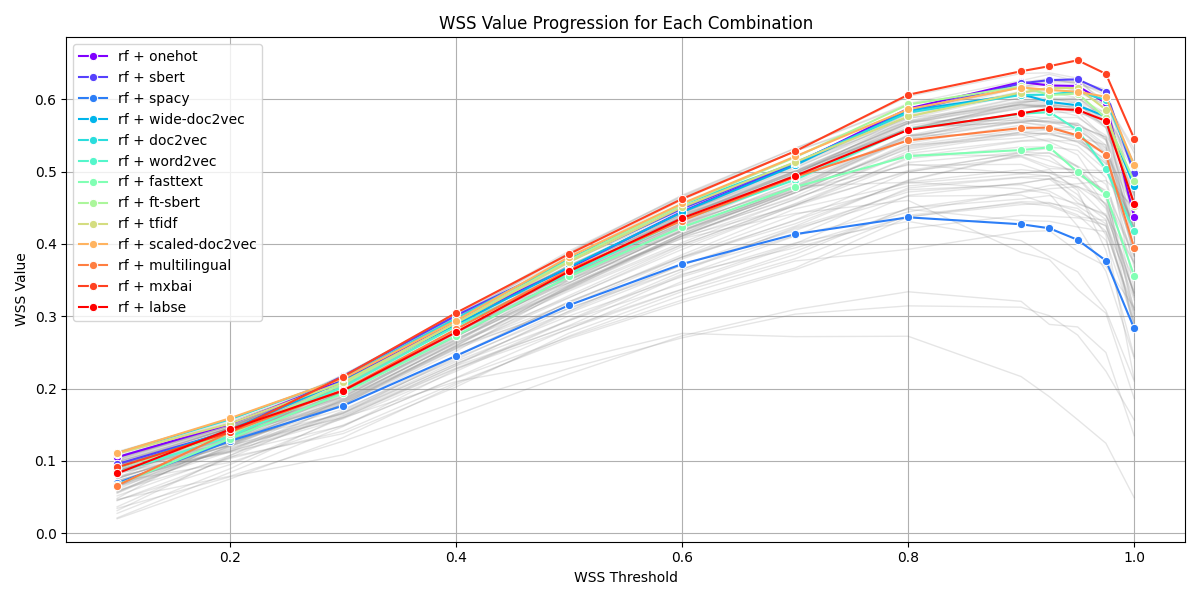 WSS Value Progression for Each Combination
rf + onehot
rf + sbert
rf + spacy
rf + wide-doc2vec
rf + doc2vec
rf + word2vec
rf + fasttext
rf + ft-sbert
rf + tfidf
rf + scaled-doc2vec
rf + multilingual
rf + mxbai
rf + labse
WSS Value
0.6
0.5
0.4
0.3
0.2
0.1
0.0
0.2 0.4 0.6 0.8 1.0
WSS Threshold